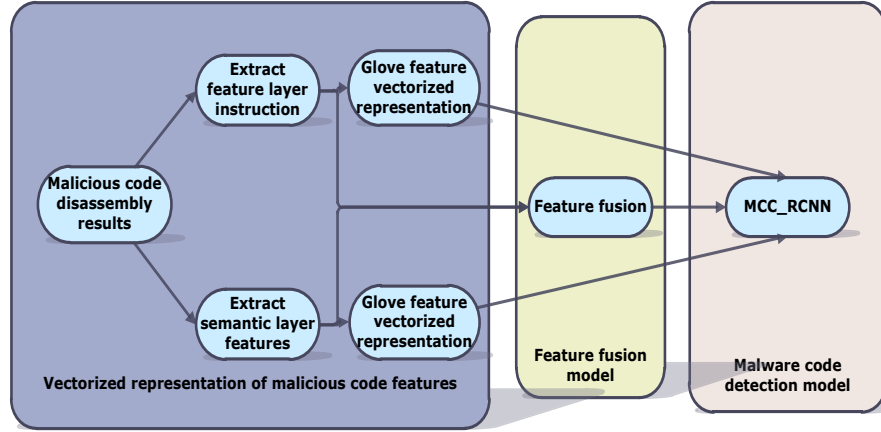 Extract
feature layer
instruction
Glove feature
vectorized
representation
Malicious code
disassembly
results
Feature fusion
MCC_RCNN
Extract
semantic layer
features
Glove feature
vectorized
representation
Vectorized representation of malicious code features
Feature fusion
model
Malware code
detection model